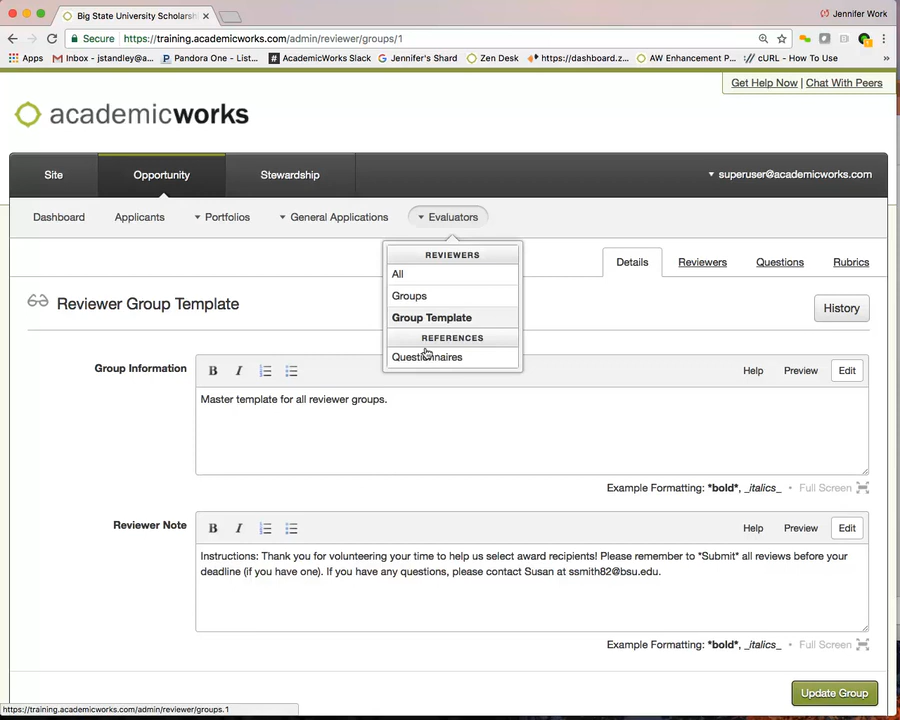 Big State University Scholarsh
Jennifer Work
Secure https://training.academicworks.com/admin/reviewer/groups/1
Apps Inbox - jstandley@a... Pandora One - List... AcademicWorks Slack Jennifer's Shard Zen Desk https://dashboard.z... AW Enhancement P... cURL - How To Use »
Get Help Now | Chat With Peers
academicworks
Site Opportunity Stewardship superuser@academicworks.com
Dashboard Applicants Portfolios General Applications Evaluators
REVIEWERS
All
Groups
Group Template
REFERENCES
Questionnaires
Details Reviewers Questions Rubrics
Reviewer Group Template
History
Group Information
B I Help Preview Edit
Master template for all reviewer groups.
Example Formatting: *bold*, _italics_ • Full Screen
Reviewer Note
B I Help Preview Edit
Instructions: Thank you for volunteering your time to help us select award recipients! Please remember to *Submit* all reviews before your
deadline (if you have one). If you have any questions, please contact Susan at ssmith82@bsu.edu.
Example Formatting: *bold*, _italics_ • Full Screen
Update Group
https://training.academicworks.com/admin/reviewer/groups.1